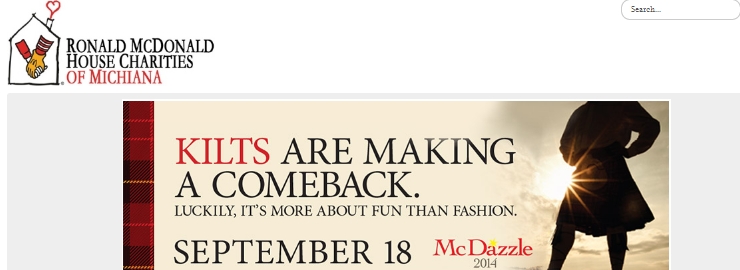 Search...
RONALD MCDONALD
HOUSE CHARITIES
OF MICHIANA
KILTS ARE MAKING
A COMEBACK.
LUCKILY, IT'S MORE ABOUT FUN THAN FASHION.
SEPTEMBER 18
McDazzle
2014